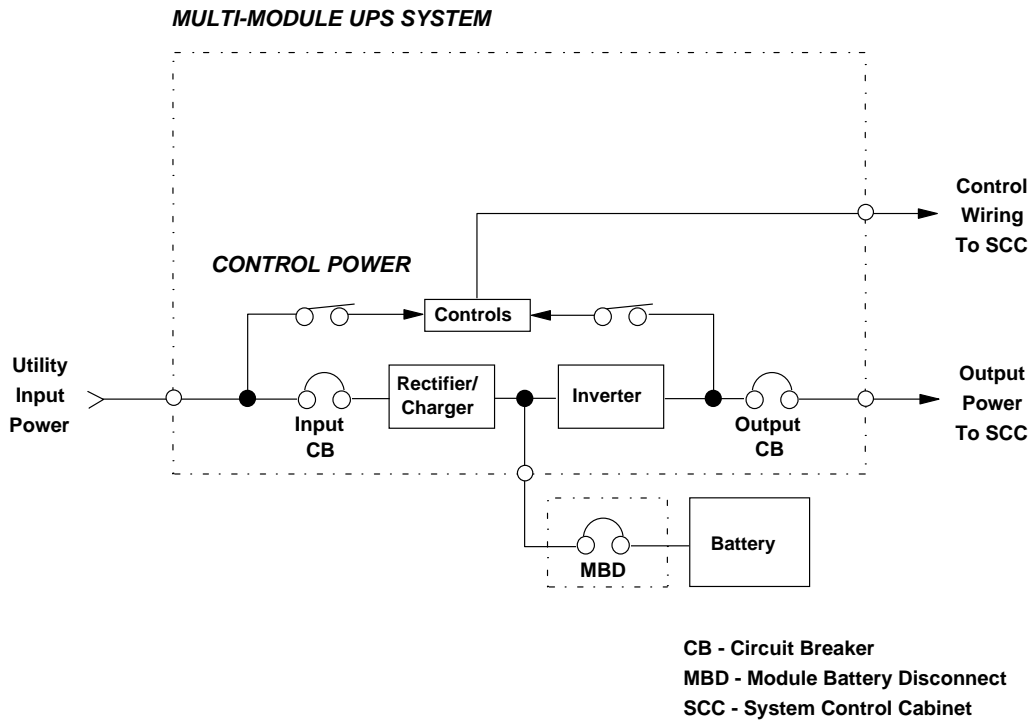 MULTI-MODULE UPS SYSTEM
Control
Wiring
To SCC
CONTROL POWER
Controls
Utility
Input
Power
Rectifier/
Charger
Inverter
Input
CB
Output
CB
Output
Power
To SCC
MBD
Battery
CB - Circuit Breaker
MBD - Module Battery Disconnect
SCC - System Control Cabinet